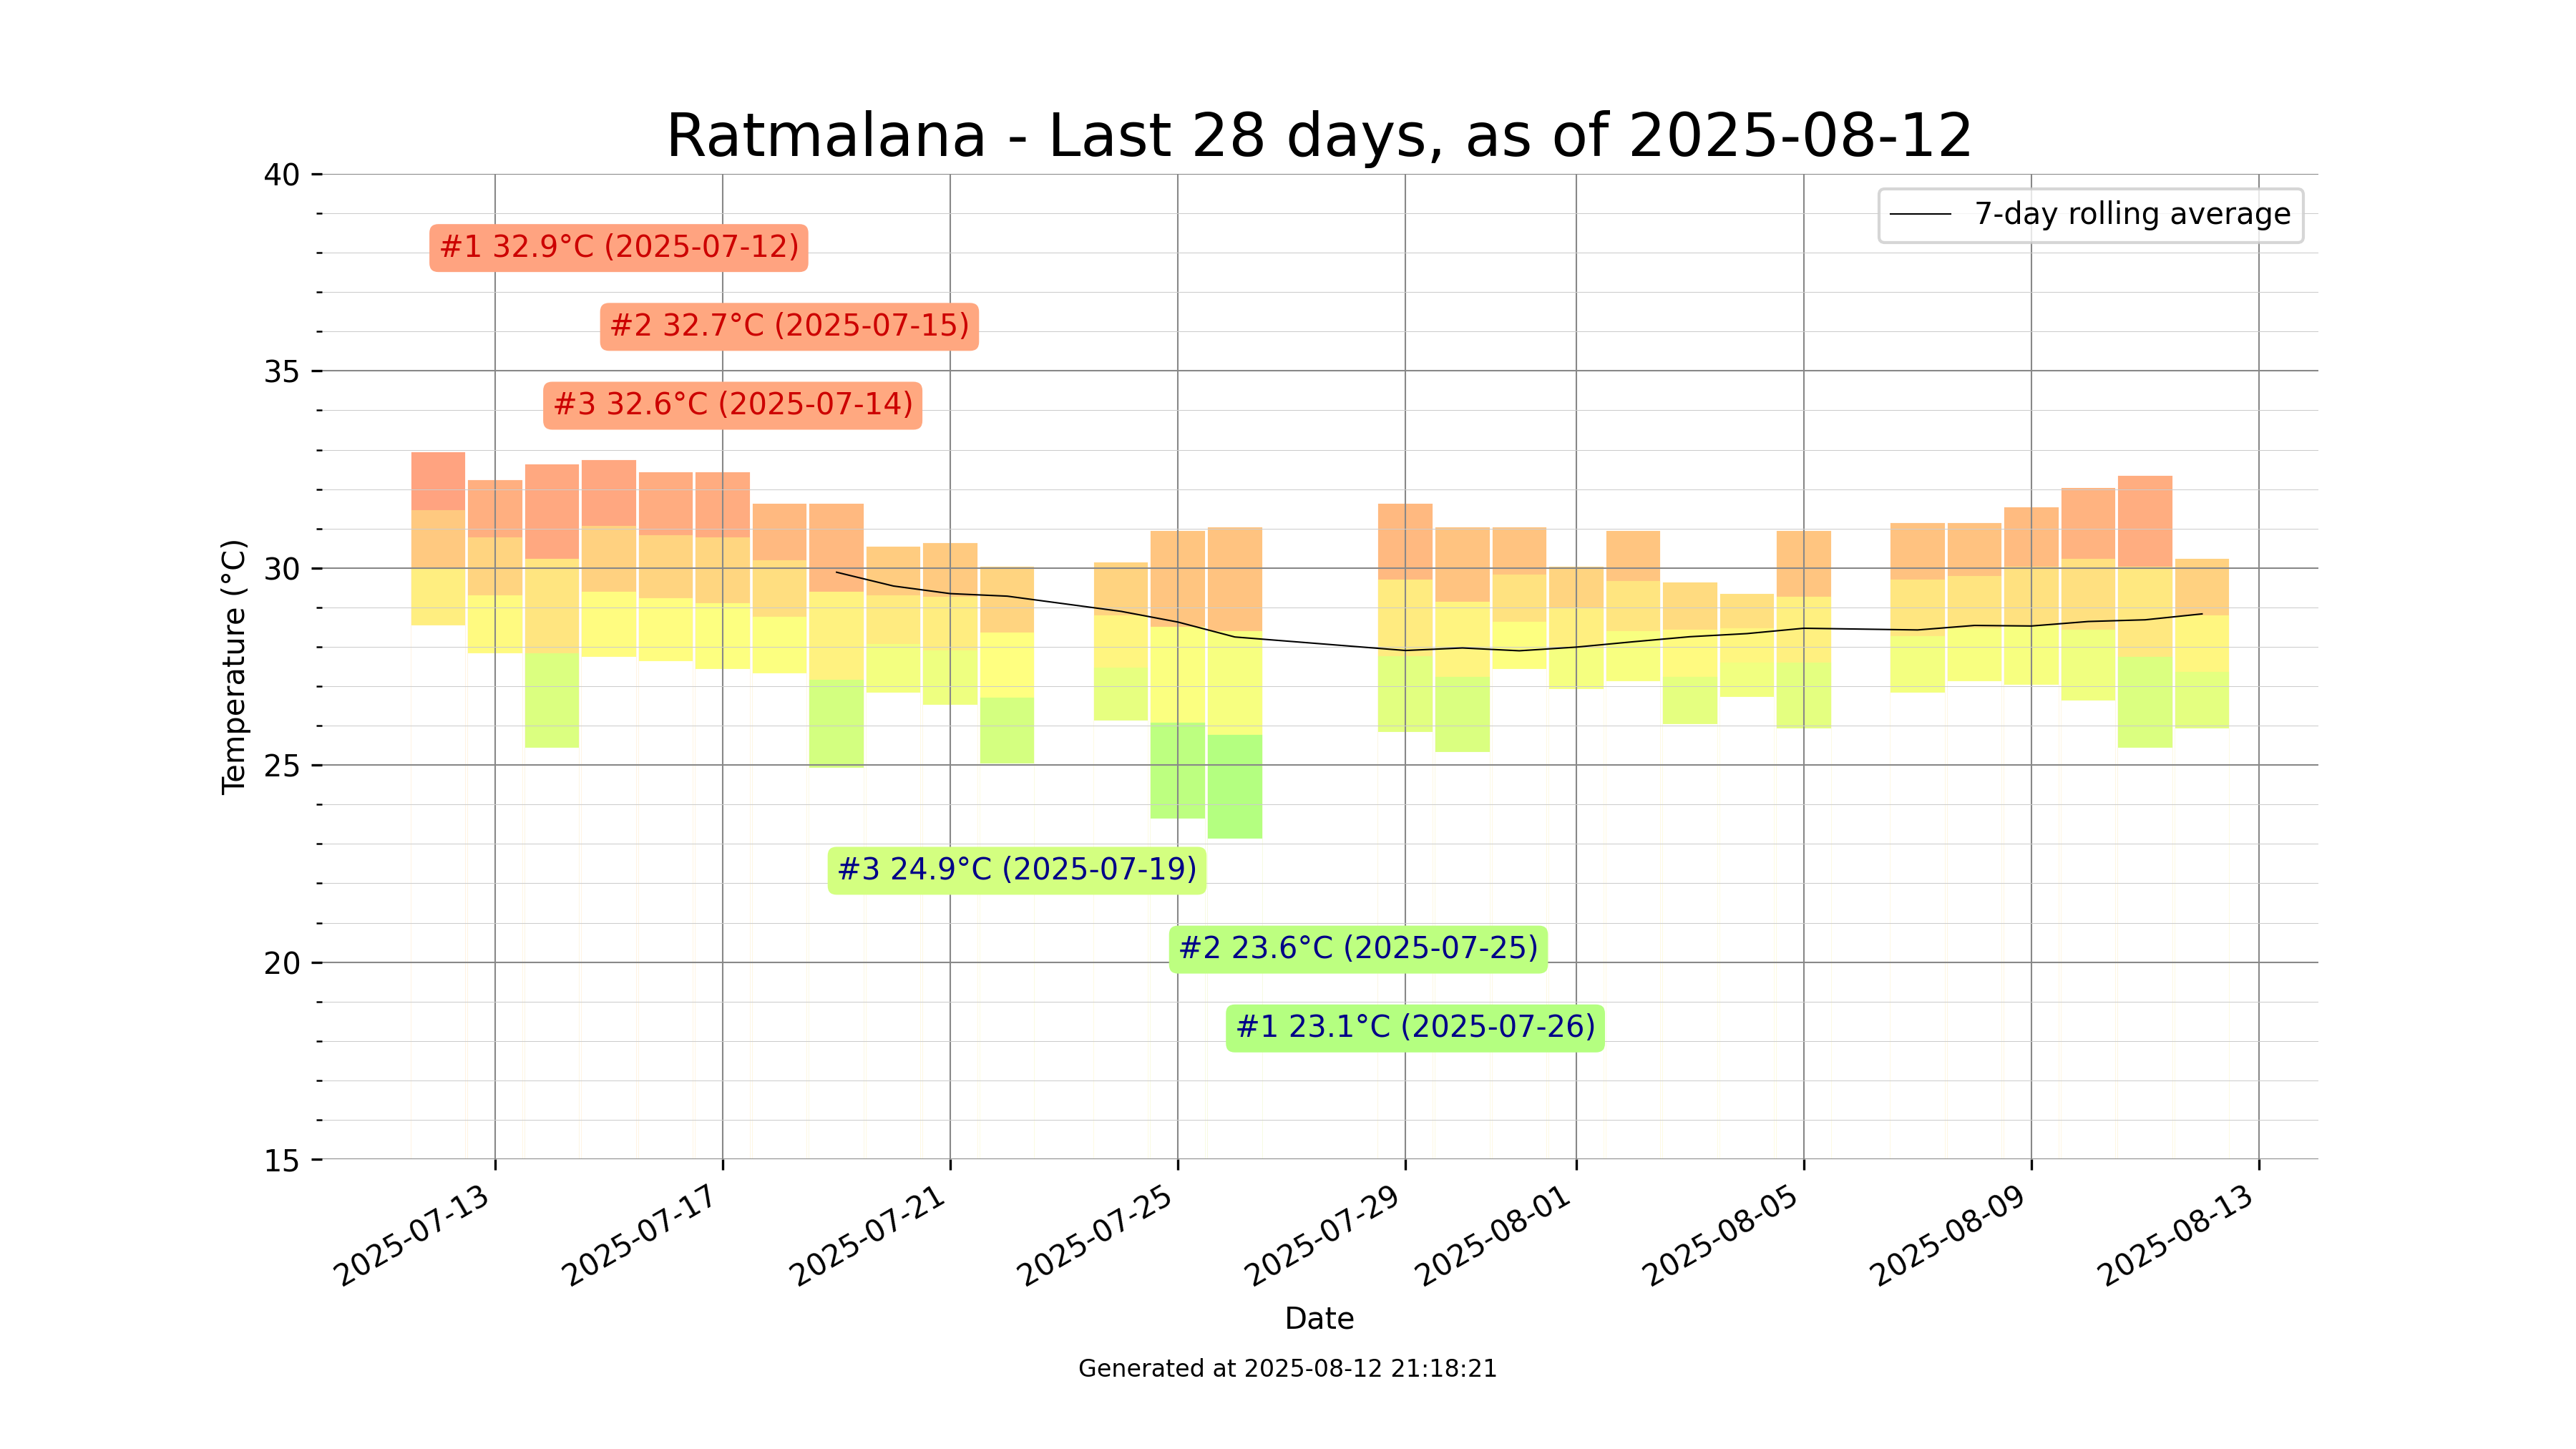 Ratmalana - Last 28 days, as of 2025-08-12
7-day rolling average
#1 32.9°C (2025-07-12)
#2 32.7°C (2025-07-15)
#3 32.6°C (2025-07-14)
#3 24.9°C (2025-07-19)
#2 23.6°C (2025-07-25)
#1 23.1°C (2025-07-26)
Temperature (°C)
40
35
30
25
20
15
2025-07-13
2025-07-17
2025-07-21
2025-07-25
2025-07-29
2025-08-01
2025-08-05
2025-08-09
2025-08-13
Date
Generated at 2025-08-12 21:18:21